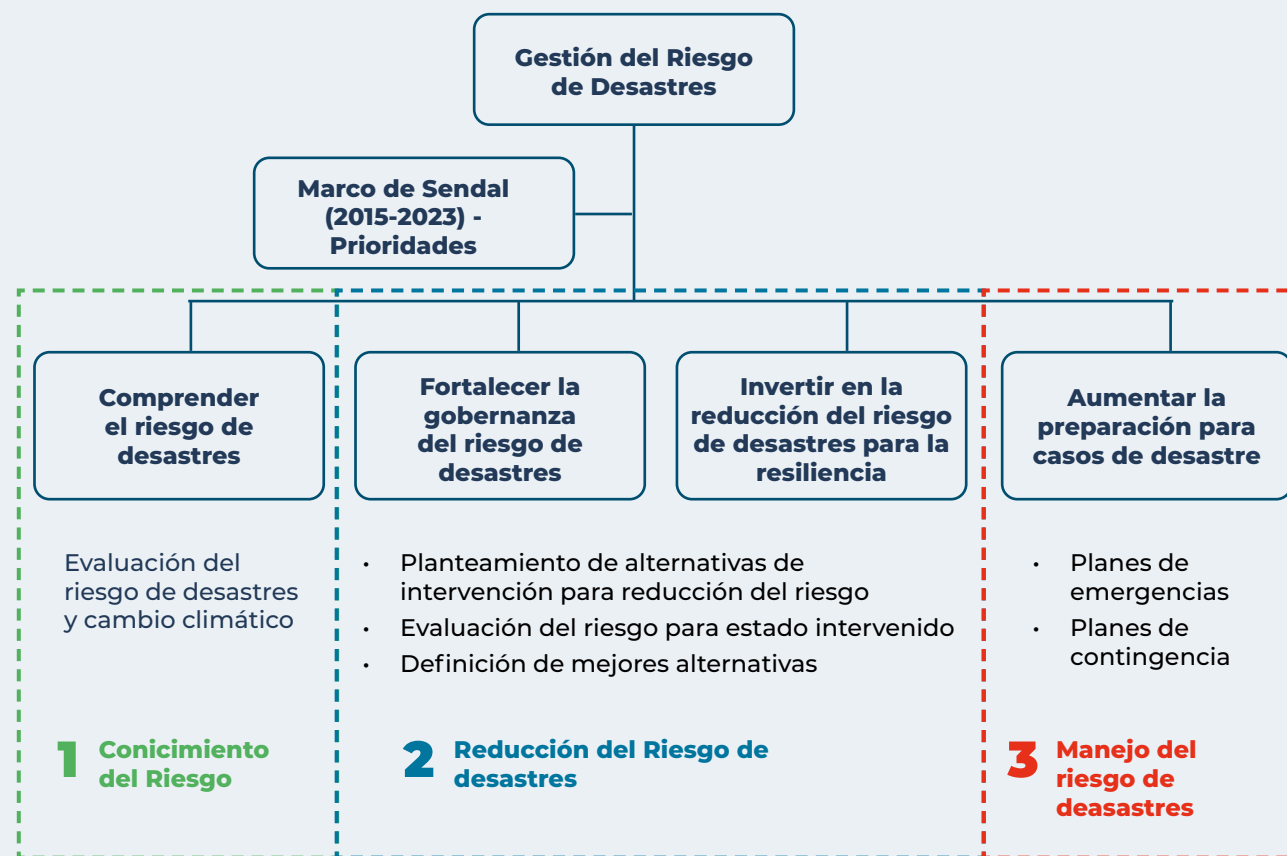 Gestión del Riesgo
de Desastres
Marco de Sendal
(2015-2023) -
Prioridades
Comprender
el riesgo de
desastres
Fortalecer la
gobernanza
del riesgo de
desastres
Invertir en la
reducción del riesgo
de desastres para la
resiliencia
Aumentar la
preparación para
casos de desastre
Evaluación del
riesgo de desastres
y cambio climático
• Planteamiento de alternativas de
intervención para reducción del riesgo
• Evaluación del riesgo para estado intervenido
• Definición de mejores alternativas
• Planes de
emergencias
• Planes de
contingencia
1 Conicimiento
del Riesgo
2 Reducción del Riesgo de
desastres
3 Manejo del
riesgo de
deasastres